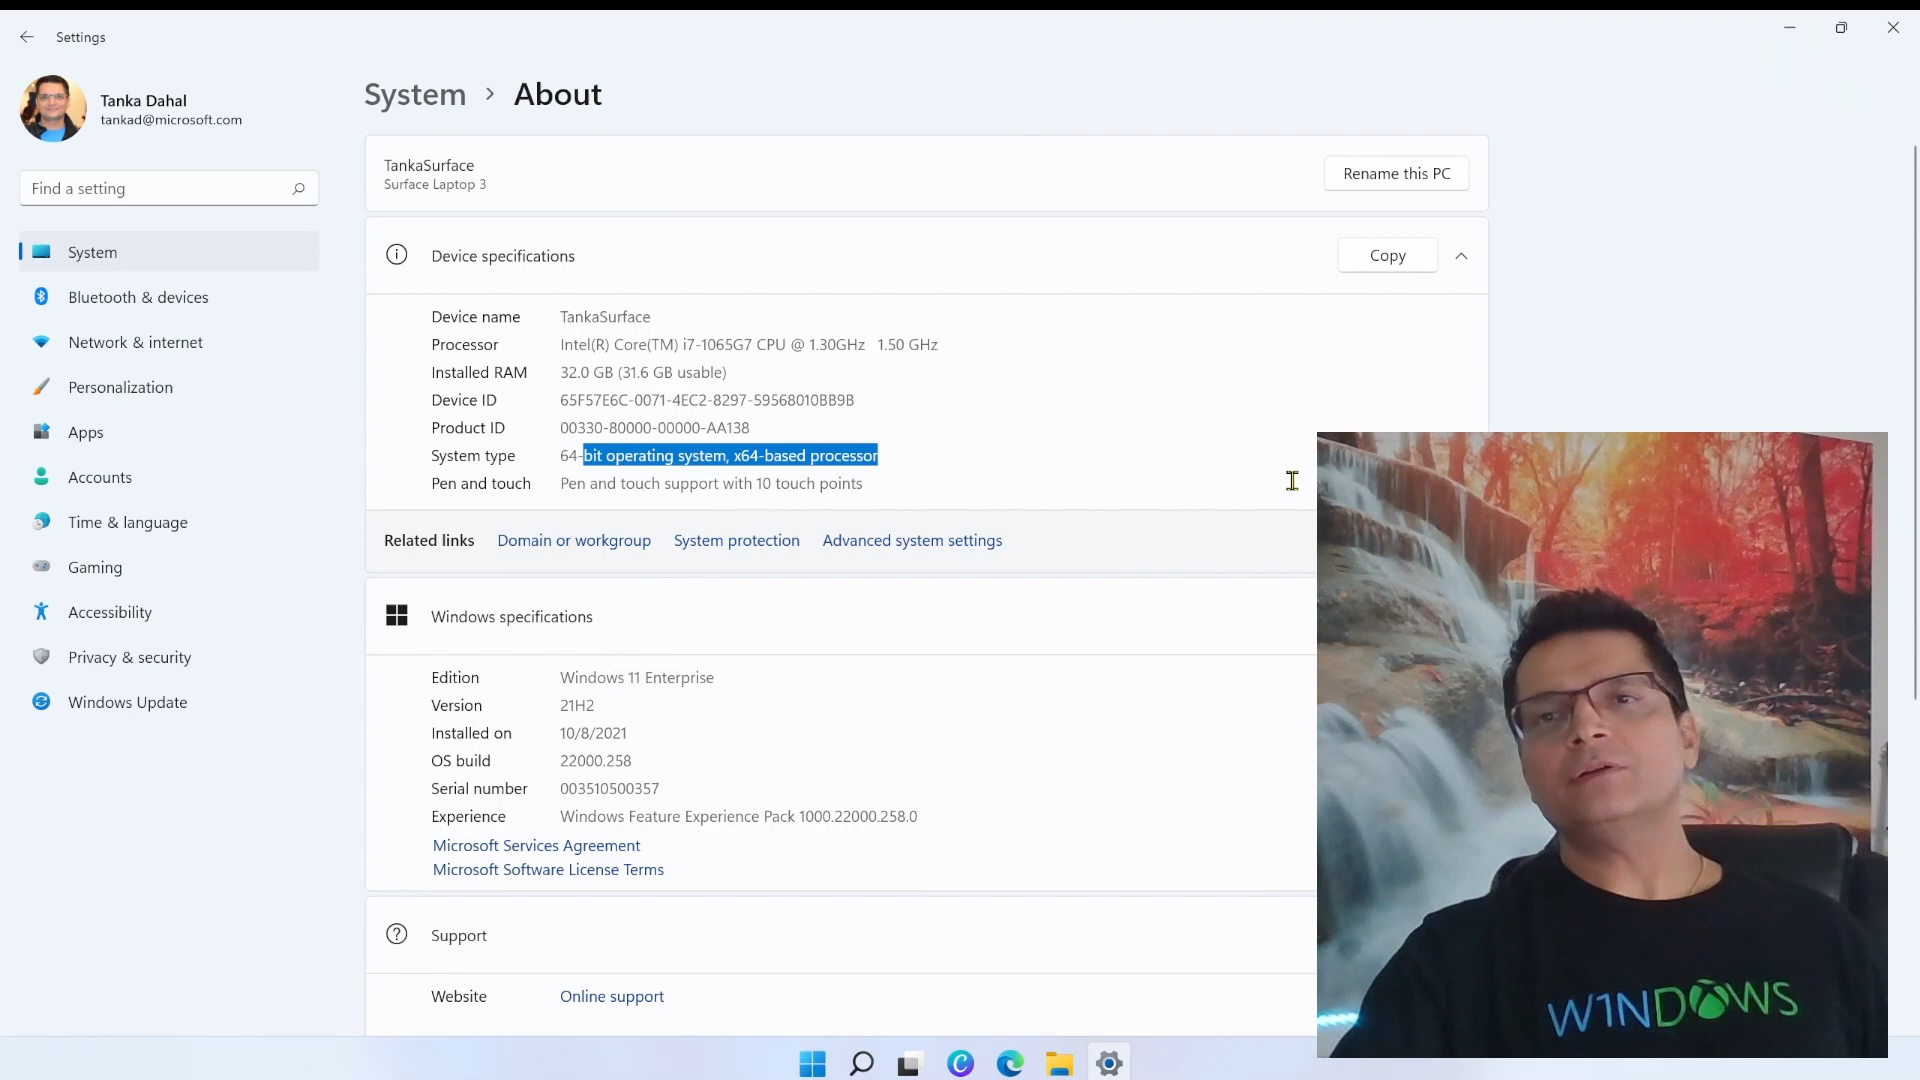 Settings
Tanka Dahal
tankad@microsoft.com
Find a setting
System
Bluetooth & devices
Network & internet
Personalization
Apps
Accounts
Time & language
Gaming
Accessibility
Privacy & security
Windows Update
System > About
TankaSurface
Surface Laptop 3
Rename this PC
Device specifications
Copy
Device name TankaSurface
Processor Intel(R) Core(TM) i7-1065G7 CPU @ 1.30GHz 1.50 GHz
Installed RAM 32.0 GB (31.6 GB usable)
Device ID 65F57E6C-0071-4EC2-8297-59568010BB9B
Product ID 00330-80000-00000-AA138
System type 64-bit operating system, x64-based processor
Pen and touch Pen and touch support with 10 touch points
Related links Domain or workgroup System protection Advanced system settings
Windows specifications
Edition Windows 11 Enterprise
Version 21H2
Installed on 10/8/2021
OS build 22000.258
Serial number 003510500357
Experience Windows Feature Experience Pack 1000.22000.258.0
Microsoft Services Agreement
Microsoft Software License Terms
Support
Website Online support
W1NDOWS